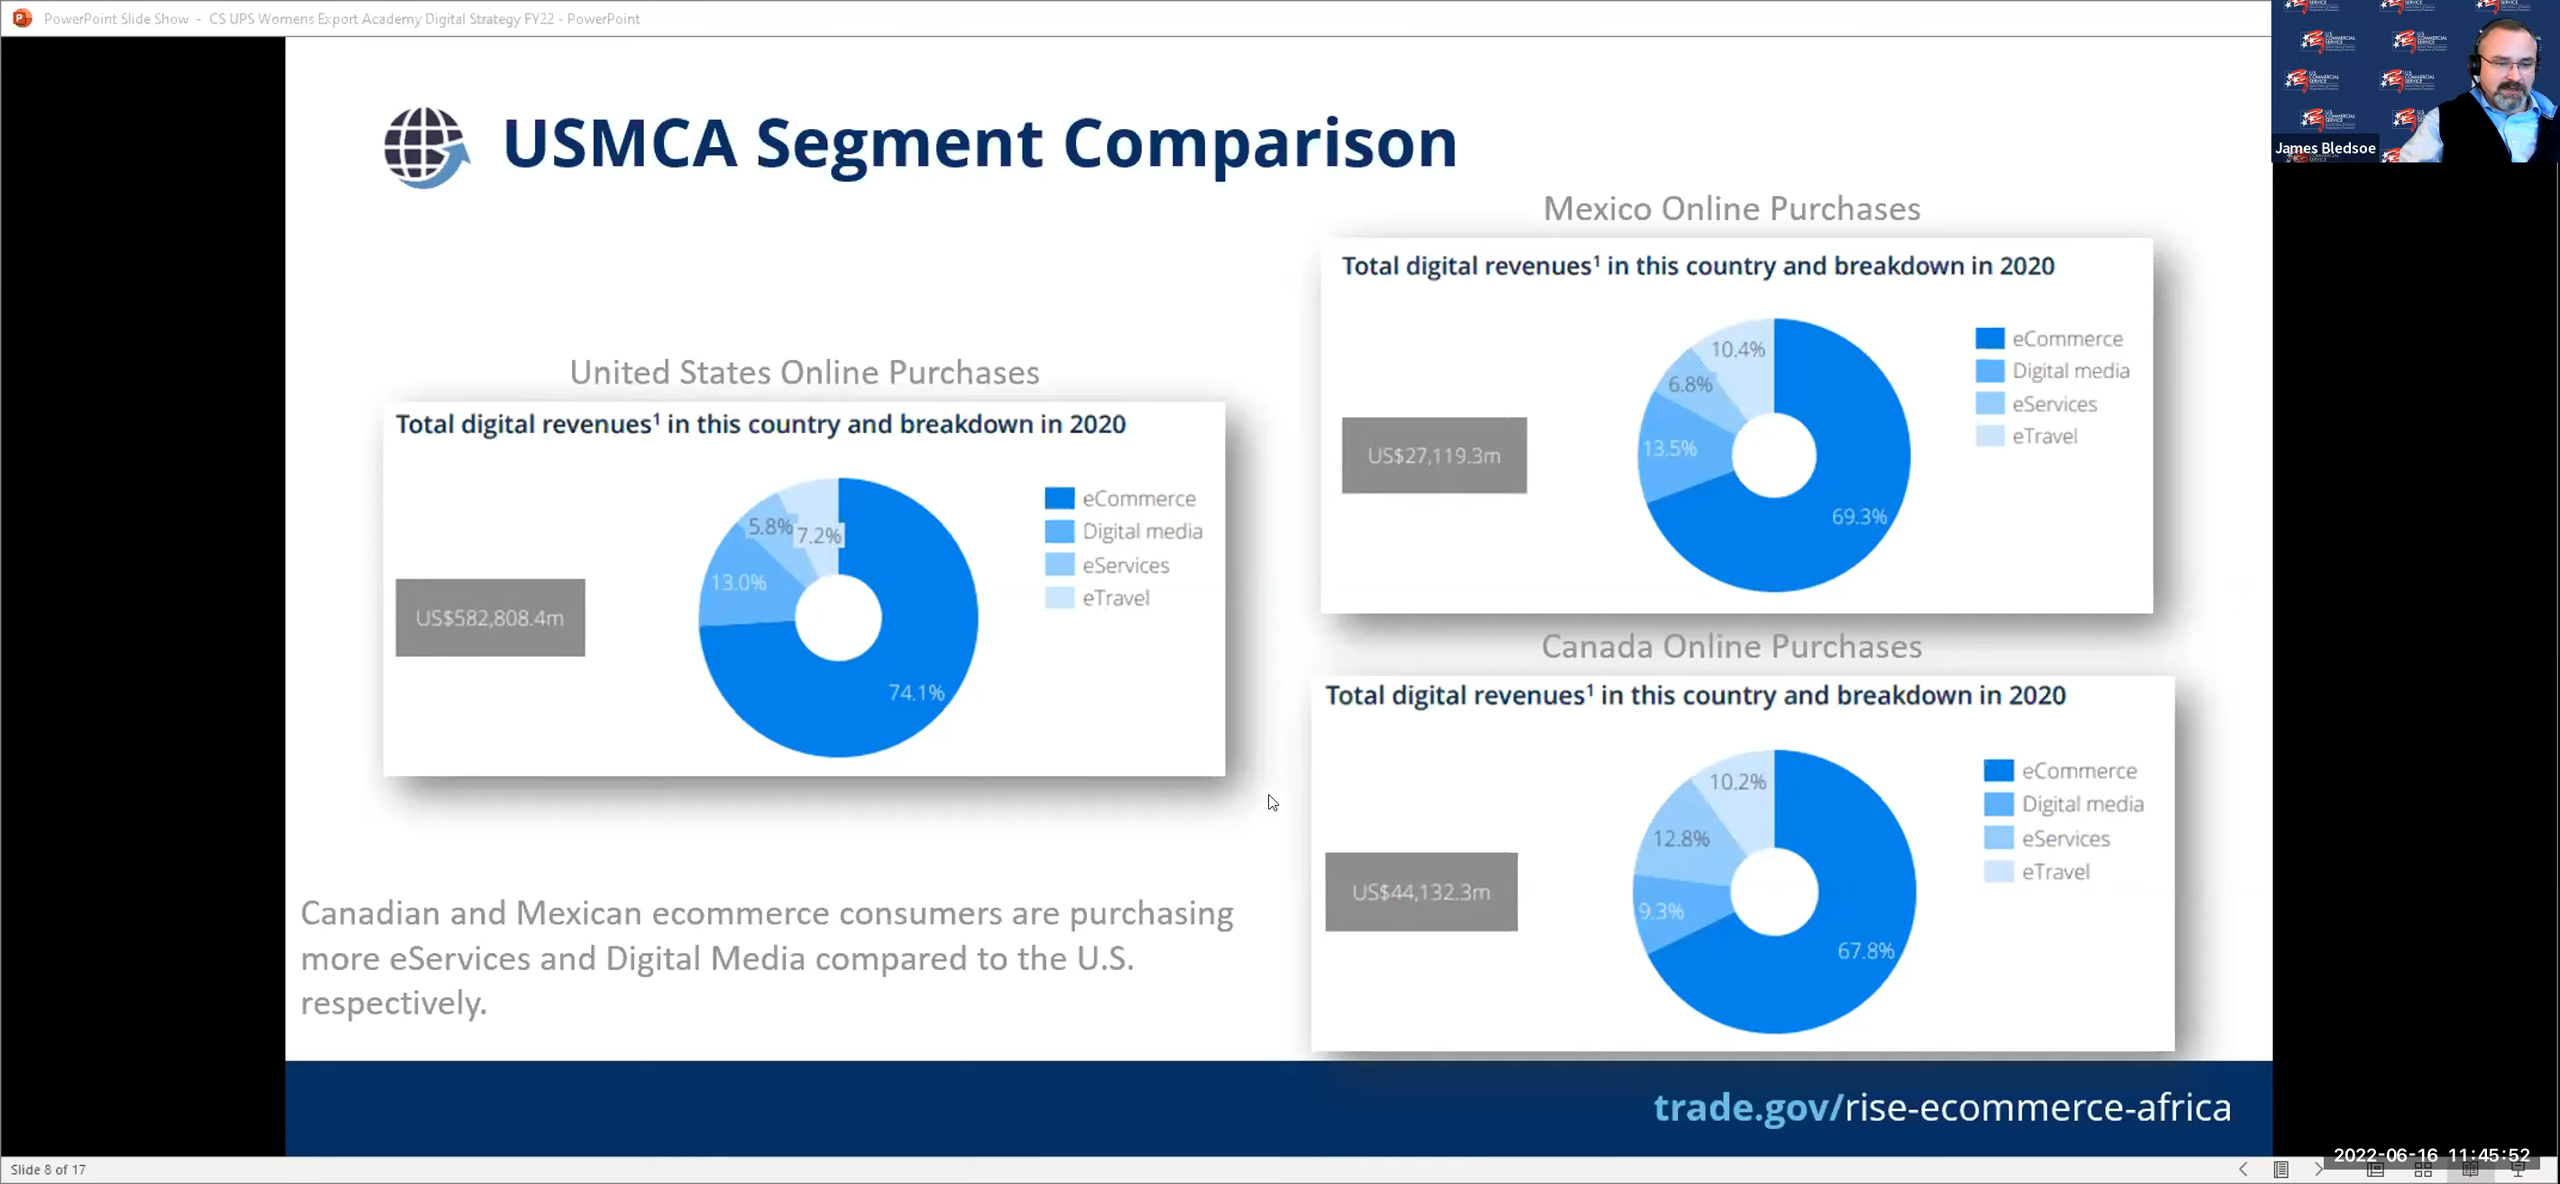 PowerPoint Slide Show - CS UPS Womens Export Academy Digital Strategy FY22 - PowerPoint
James Bledsoe
USMCA Segment Comparison
United States Online Purchases
Total digital revenues¹ in this country and breakdown in 2020
US$582,808.4m
5.8%
7.2%
13.0%
74.1%
eCommerce
Digital media
eServices
eTravel
Mexico Online Purchases
Total digital revenues¹ in this country and breakdown in 2020
US$27,119.3m
10.4%
6.8%
13.5%
69.3%
eCommerce
Digital media
eServices
eTravel
Canada Online Purchases
Total digital revenues¹ in this country and breakdown in 2020
US$44,132.3m
10.2%
12.8%
9.3%
67.8%
eCommerce
Digital media
eServices
eTravel
Canadian and Mexican ecommerce consumers are purchasing
more eServices and Digital Media compared to the U.S.
respectively.
trade.gov/rise-ecommerce-africa
Slide 8 of 17
2022-06-16 11:45:52